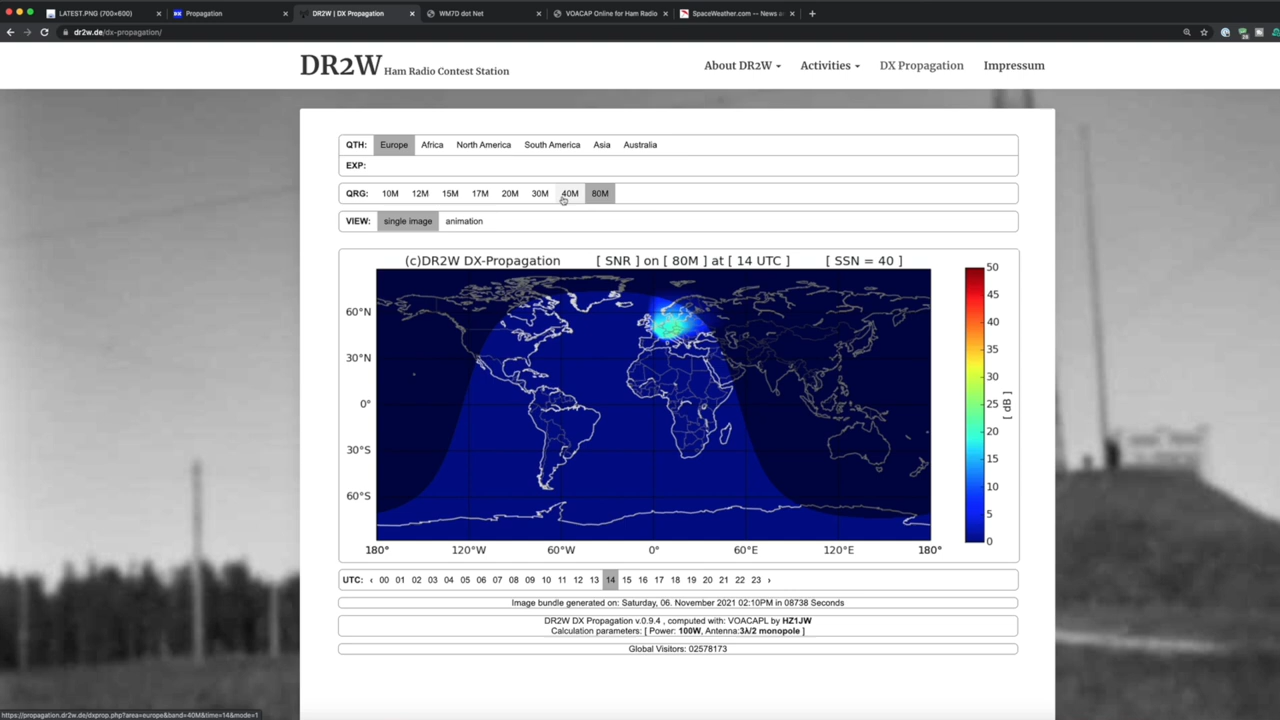 LATEST.PNG (700×600)
Propagation
DR2W | DX Propagation
WM7D dot Net
VOACAP Online for Ham Radio
SpaceWeather.com -- News a
dr2w.de/dx-propagation/
DR2W Ham Radio Contest Station
About DR2W
Activities
DX Propagation
Impressum
QTH: Europe Africa North America South America Asia Australia
EXP:
QRG: 10M 12M 15M 17M 20M 30M 40M 80M
VIEW: single image animation
(c)DR2W DX-Propagation [ SNR ] on [ 80M ] at [ 14 UTC ] [ SSN = 40 ]
60°N
30°N
0°
30°S
60°S
180° 120°W 60°W 0° 60°E 120°E 180°
50
45
40
35
30
25
20
15
10
5
0
[ dB ]
UTC: ‹ 00 01 02 03 04 05 06 07 08 09 10 11 12 13 14 15 16 17 18 19 20 21 22 23 ›
Image bundle generated on: Saturday, 06. November 2021 02:10PM in 08738 Seconds
DR2W DX Propagation v.0.9.4 , computed with: VOACAPL by HZ1JW
Calculation parameters: [ Power: 100W, Antenna:3λ/2 monopole ]
Global Visitors: 02578173
https://propagation.dr2w.de/dxprop.php?area=europe&band=40M&time=14&mode=1